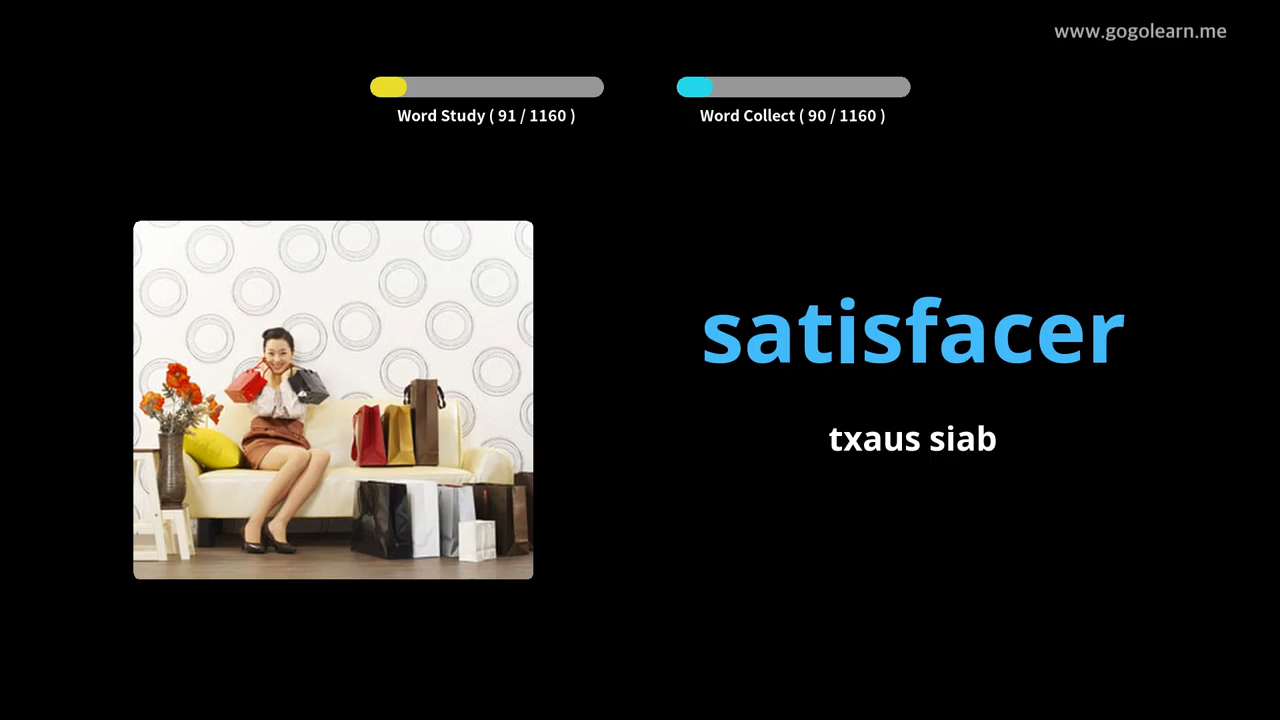 www.gogolearn.me
Word Study ( 91 / 1160 )
Word Collect ( 90 / 1160 )
satisfacer
txaus siab